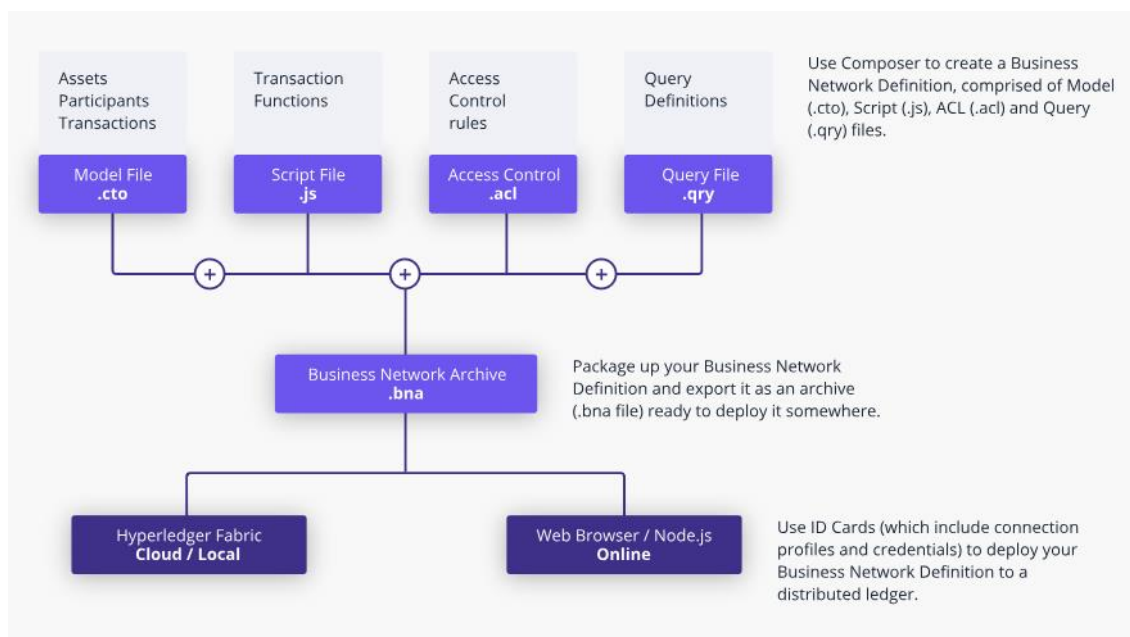 Assets
Participants
Transactions
Transaction
Functions
Access
Control
rules
Query
Definitions
Use Composer to create a Business
Network Definition, comprised of Model
(.cto), Script (.js), ACL (.acl) and Query
(.qry) files.
Model File
.cto
Script File
.js
Access Control
.acl
Query File
.qry
+
+
+
Business Network Archive
.bna
Package up your Business Network
Definition and export it as an archive
(.bna file) ready to deploy it somewhere.
Hyperledger Fabric
Cloud / Local
Web Browser / Node.js
Online
Use ID Cards (which include connection
profiles and credentials) to deploy your
Business Network Definition to a
distributed ledger.